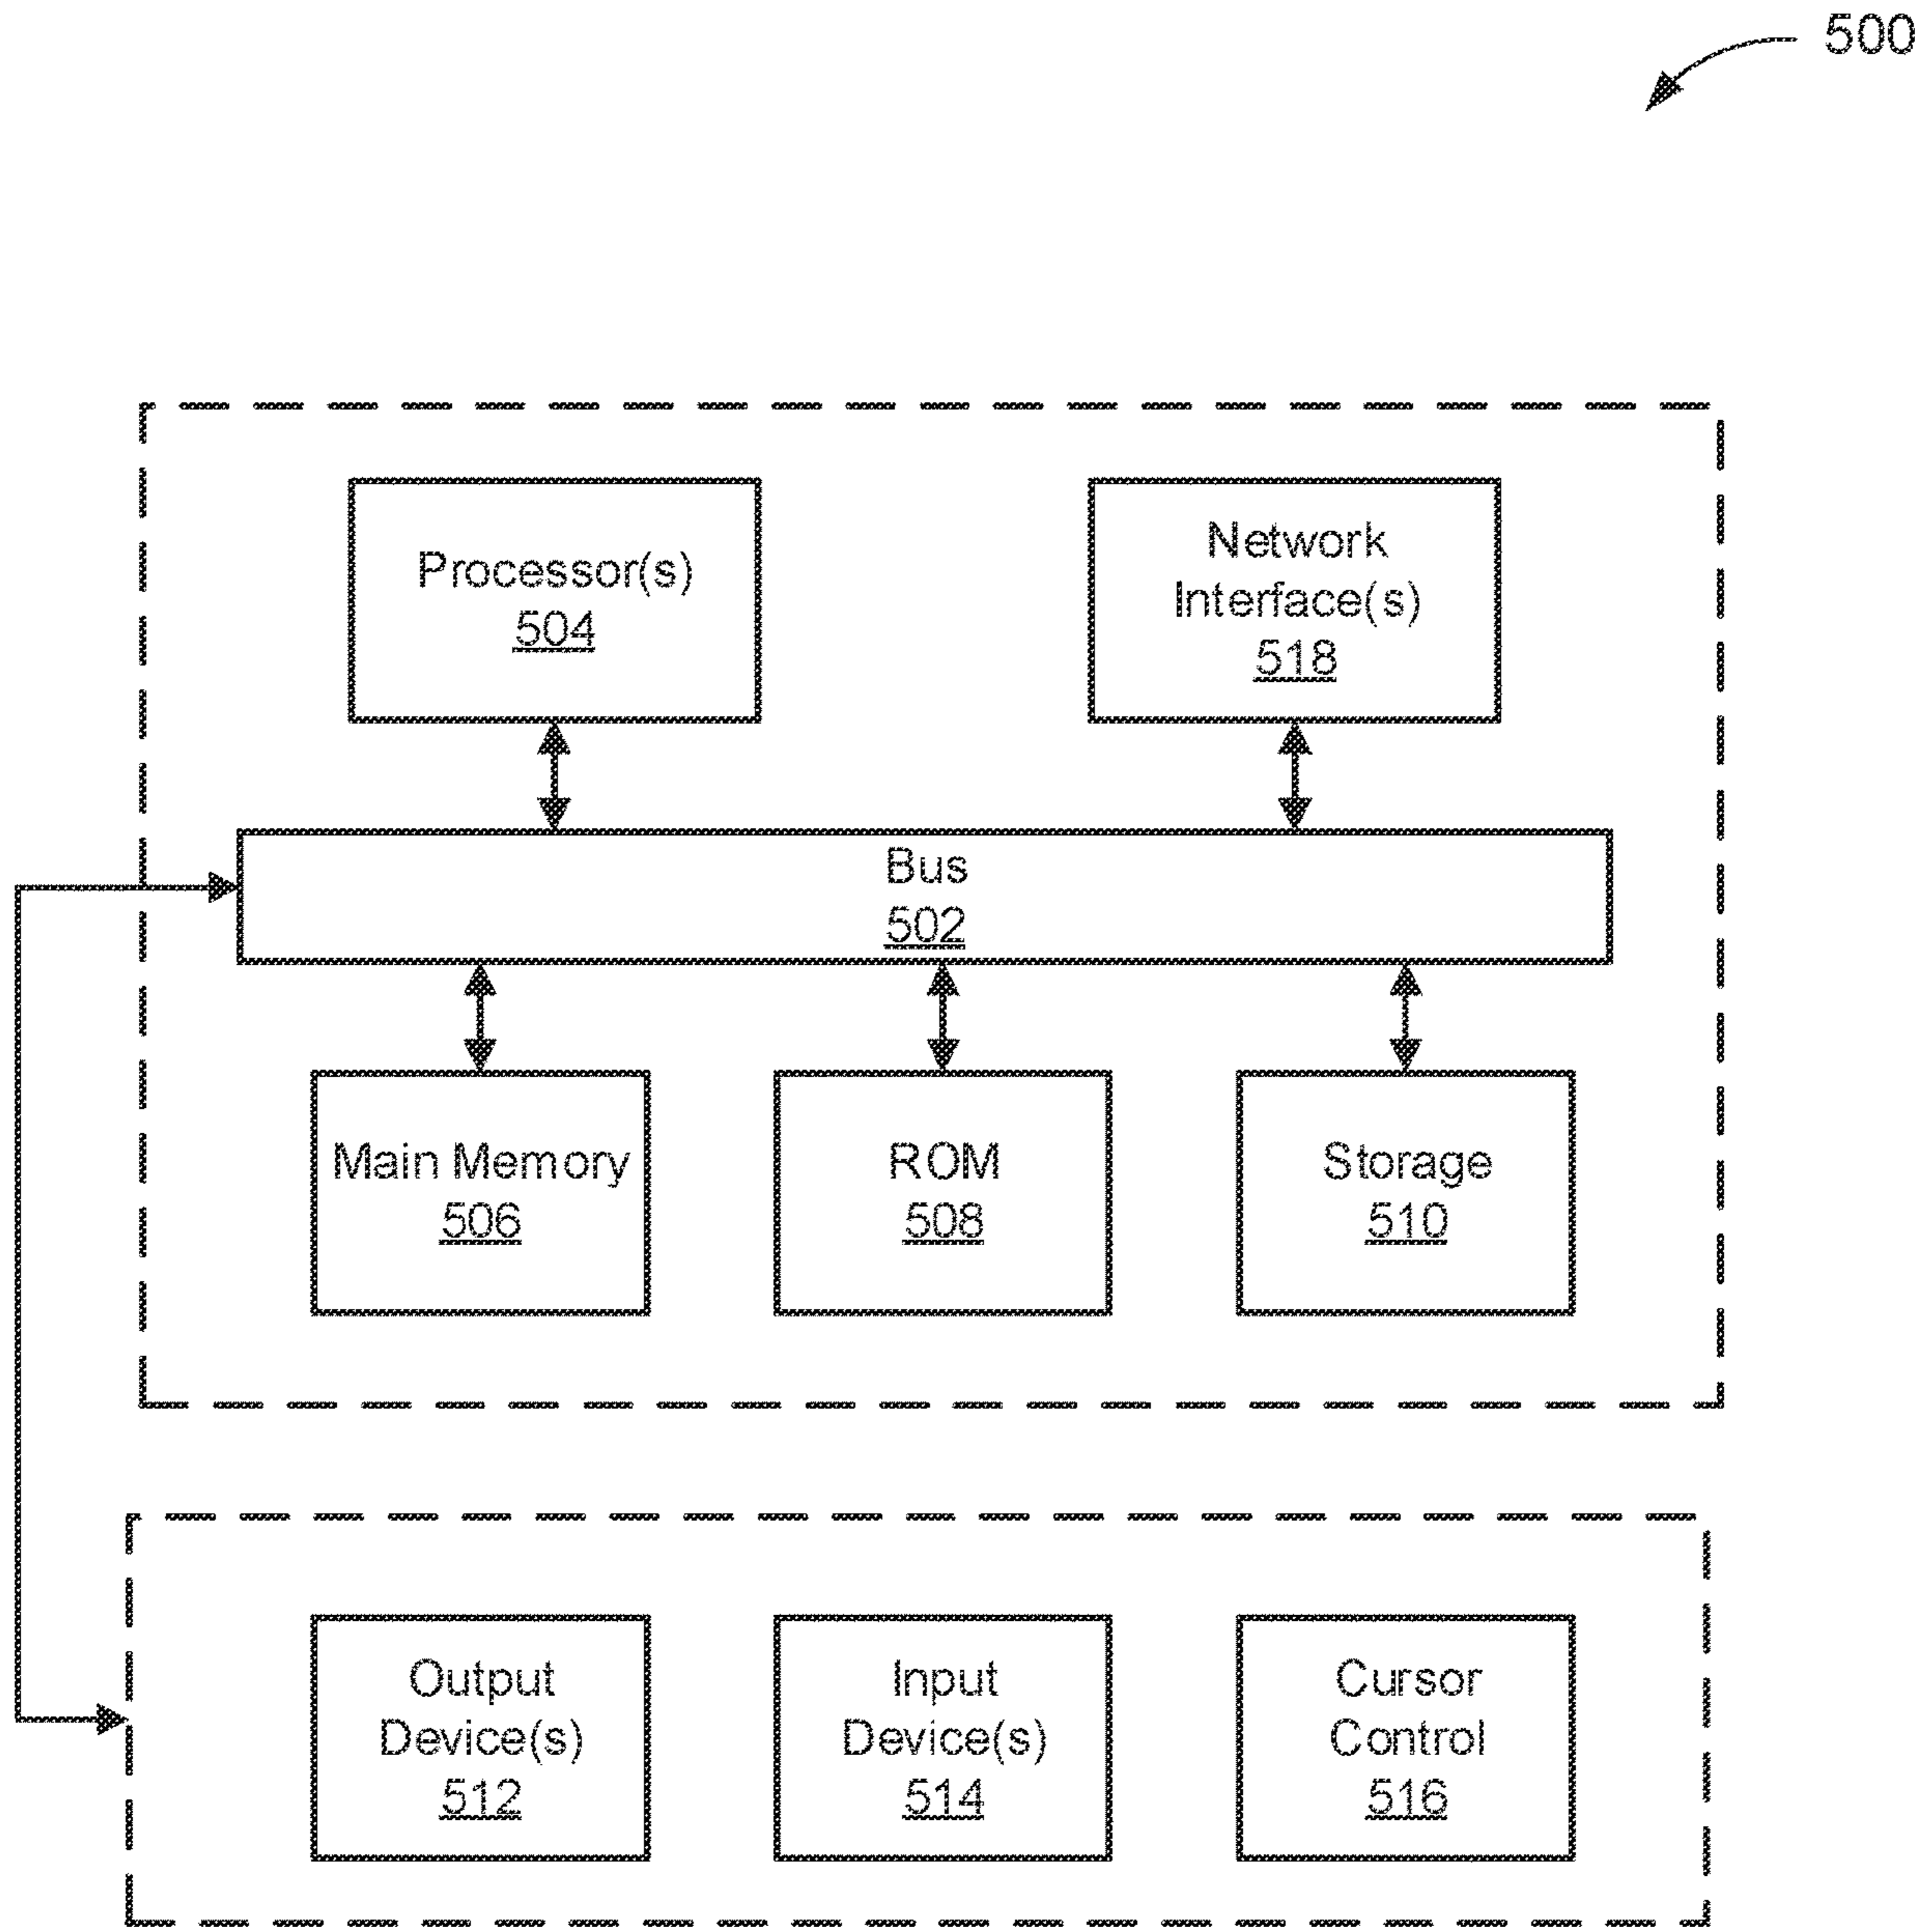 500
Processor(s)
504
Network
Interface(s)
518
Bus
502
Main Memory
506
ROM
508
Storage
510
Output
Device(s)
512
Input
Device(s)
514
Cursor
Control
516